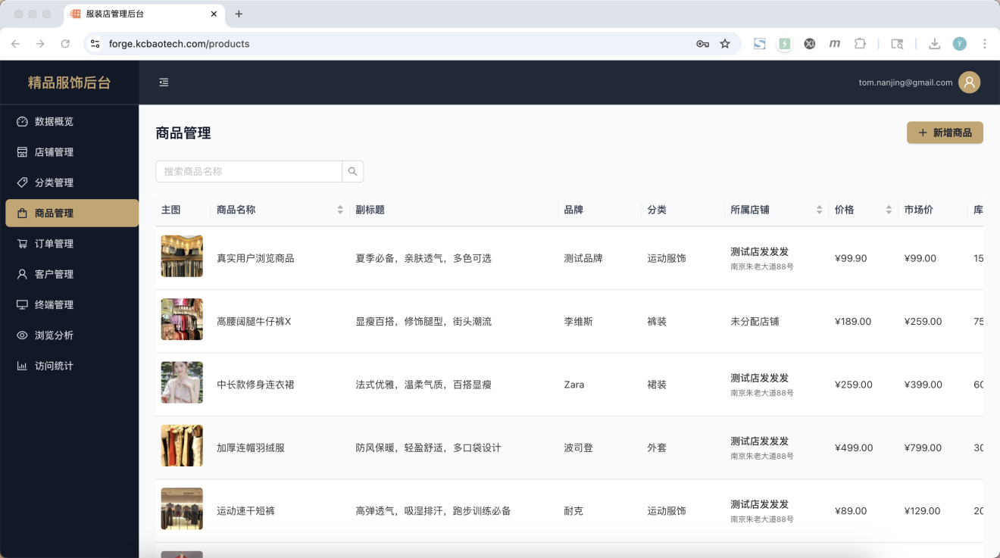 服装店管理后台
forge.kcbaotech.com/products
精品服饰后台
tom.nanjing@gmail.com
数据概览
店铺管理
分类管理
商品管理
订单管理
客户管理
终端管理
浏览分析
访问统计
商品管理
新增商品
搜索商品名称
主图 商品名称 副标题 品牌 分类 所属店铺 价格 市场价 库
真实用户浏览商品 夏季必备，亲肤透气，多色可选 测试品牌 运动服饰 测试店发发发 ¥99.90 ¥99.00 15
南京朱老大道88号
高腰阔腿牛仔裤X 显瘦百搭，修饰腿型，街头潮流 李维斯 裤装 未分配店铺 ¥189.00 ¥259.00 75
中长款修身连衣裙 法式优雅，温柔气质，百搭显瘦 Zara 裙装 测试店发发发 ¥259.00 ¥399.00 60
南京朱老大道88号
加厚连帽羽绒服 防风保暖，轻盈舒适，多口袋设计 波司登 外套 测试店发发发 ¥499.00 ¥799.00 30
南京朱老大道88号
运动速干短裤 高弹透气，吸湿排汗，跑步训练必备 耐克 运动服饰 测试店发发发 ¥89.00 ¥129.00 20
南京朱老大道88号